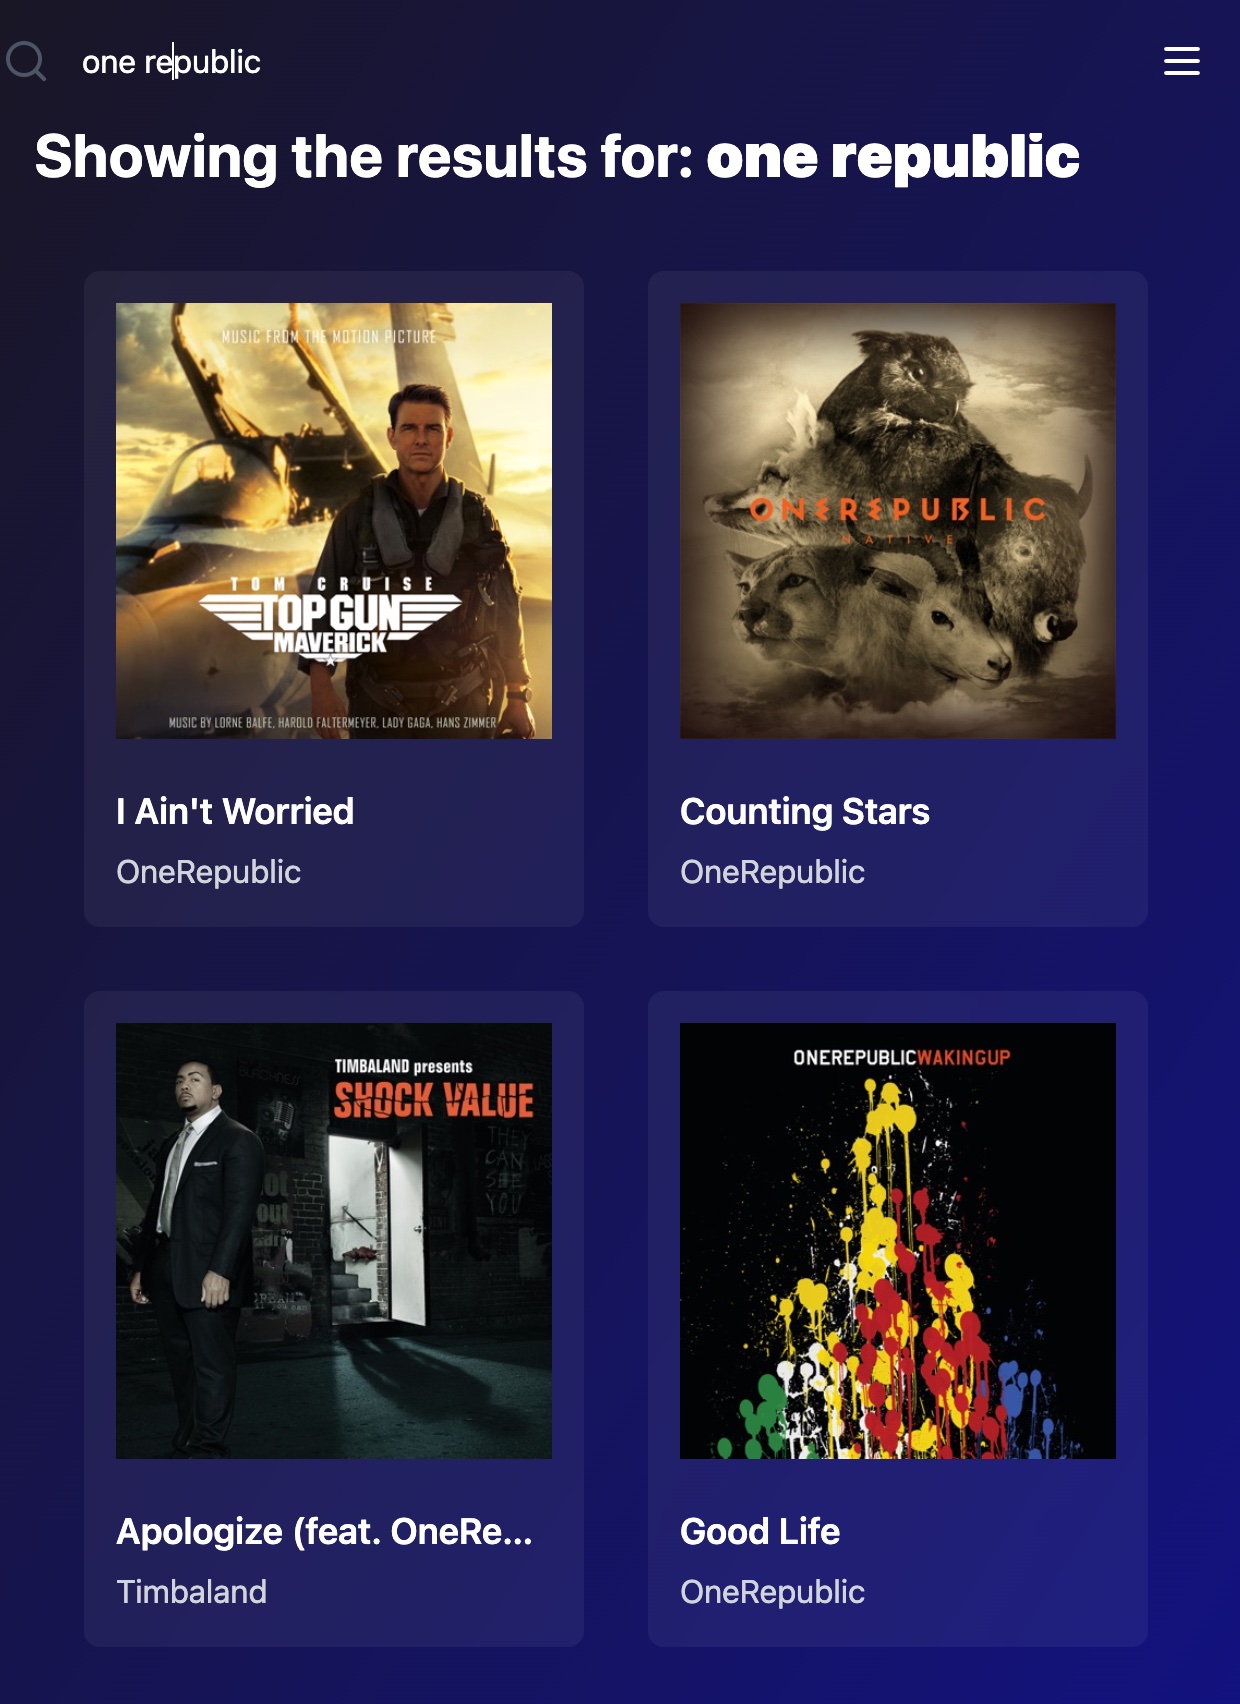 one republic
Showing the results for: one republic
MUSIC FROM THE MOTION PICTURE
TOM CRUISE
TOP GUN
MAVERICK
MUSIC BY LORNE BALFE, HAROLD FALTERMEYER, LADY GAGA, HANS ZIMMER
I Ain't Worried
OneRepublic
ONEREPUBLIC
NATIVE
Counting Stars
OneRepublic
TIMBALAND presents
SHOCK VALUE
THEY
CAN
SEE
YOU
Apologize (feat. OneRe...
Timbaland
ONEREPUBLICWAKINGUP
Good Life
OneRepublic